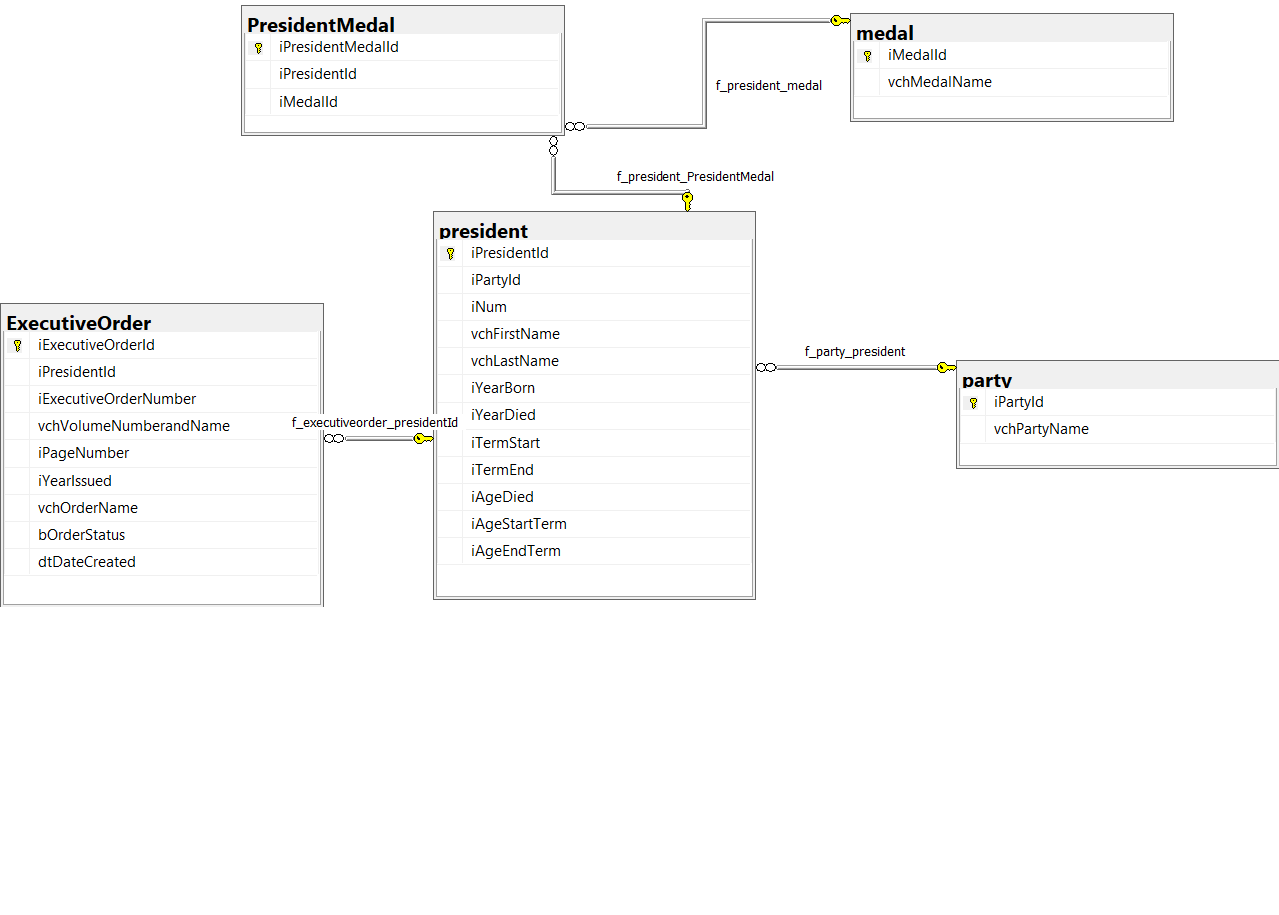 PresidentMedal
iPresidentMedalId
iPresidentId
iMedalId
medal
iMedalId
vchMedalName
f_president_medal
f_president_PresidentMedal
president
iPresidentId
iPartyId
iNum
vchFirstName
vchLastName
iYearBorn
iYearDied
iTermStart
iTermEnd
iAgeDied
iAgeStartTerm
iAgeEndTerm
ExecutiveOrder
iExecutiveOrderId
iPresidentId
iExecutiveOrderNumber
vchVolumeNumberandName
iPageNumber
iYearIssued
vchOrderName
bOrderStatus
dtDateCreated
f_executiveorder_presidentId
f_party_president
party
iPartyId
vchPartyName